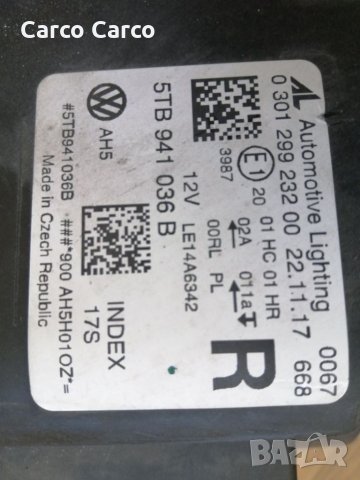 Carco Carco
AL Automotive Lighting 0067
0 301 299 232 00 22.11.17 668
E1 20 01 HC 01 HR
3987 02A 011a
00RL PL
R
12V LE14A6342
5TB 941 036 B
AH5 INDEX
17S
#5TB941036B ###*900 AH5H01OZ*=
Made in Czech Republic
BAZAR